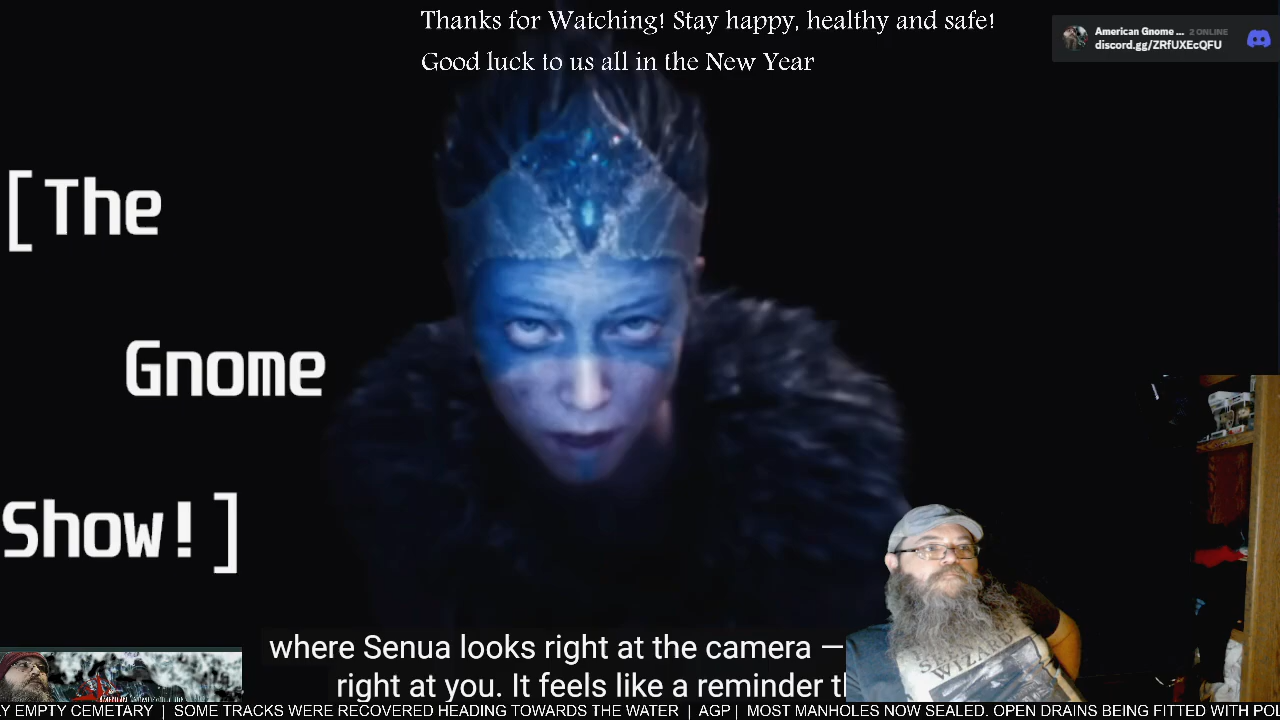 Thanks for Watching! Stay happy, healthy and safe!
Good luck to us all in the New Year
American Gnome ... 2 ONLINE
discord.gg/ZRfUXEcQFU
[The
Gnome
Show!]
where Senua looks right at the camera —
right at you. It feels like a reminder
WIZARD
EMPTY CEMETARY | SOME TRACKS WERE RECOVERED HEADING TOWARDS THE WATER | AGP | MOST MANHOLES NOW SEALED. OPEN DRAINS BEING FITTED WITH